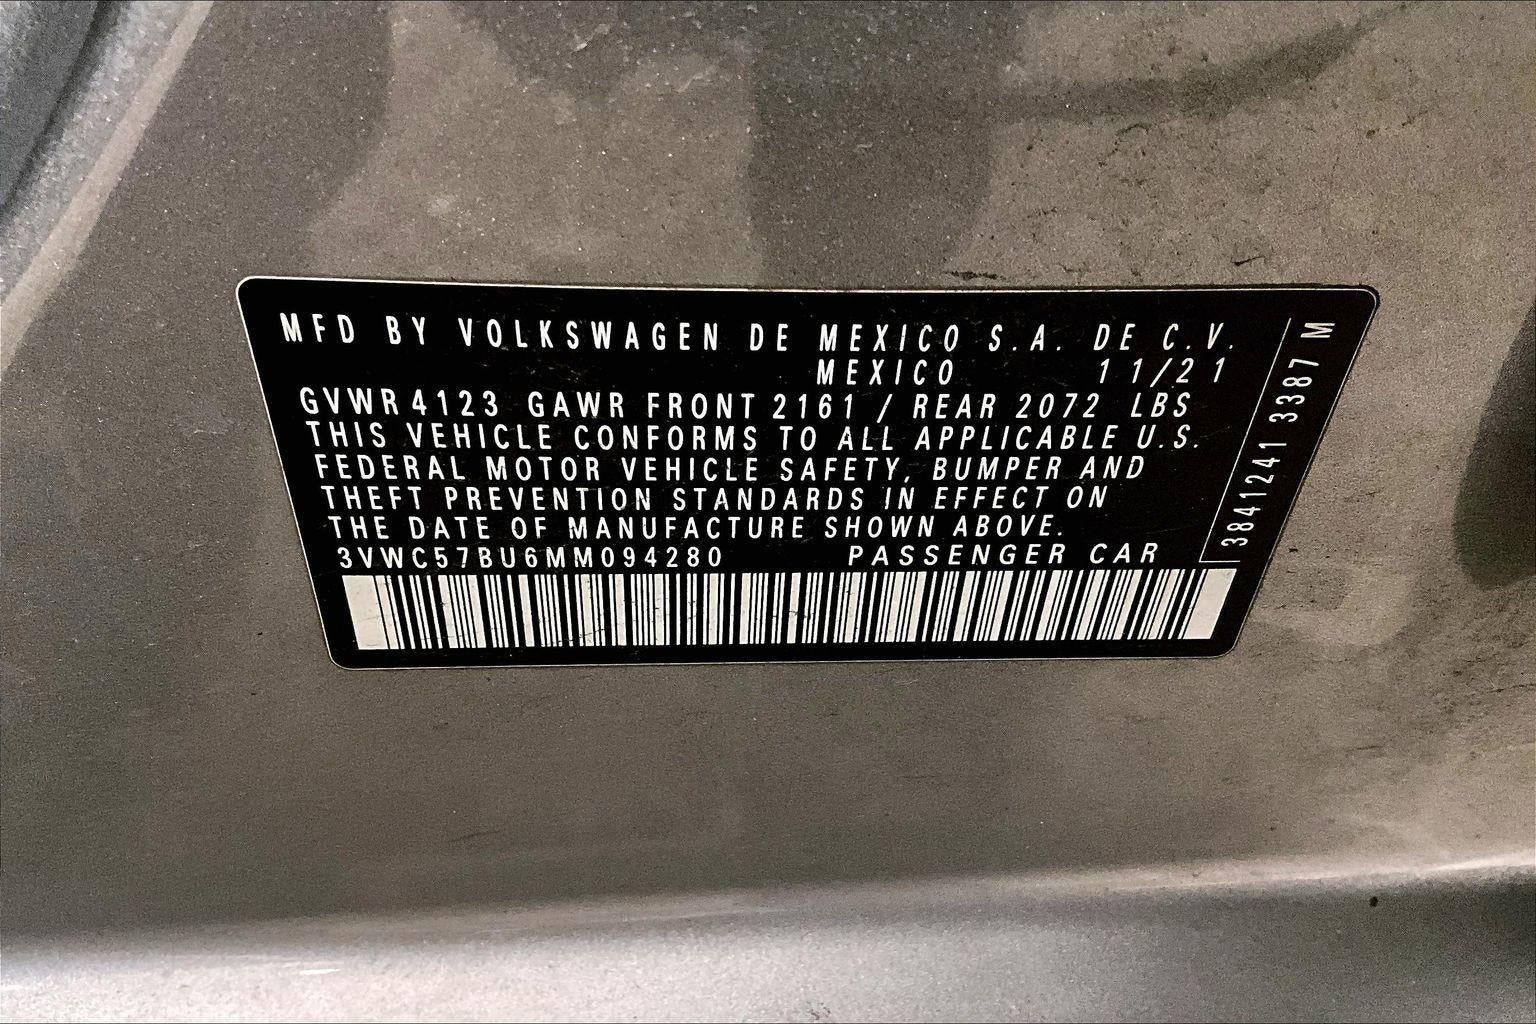 MFD BY VOLKSWAGEN DE MEXICO S.A. DE C.V.
MEXICO 11/21
GVWR 4123 GAWR FRONT 2161 / REAR 2072 LBS
THIS VEHICLE CONFORMS TO ALL APPLICABLE U.S.
FEDERAL MOTOR VEHICLE SAFETY, BUMPER AND
THEFT PREVENTION STANDARDS IN EFFECT ON
THE DATE OF MANUFACTURE SHOWN ABOVE.
3VWC57BU6MM094280 PASSENGER CAR
3841241 3387 M